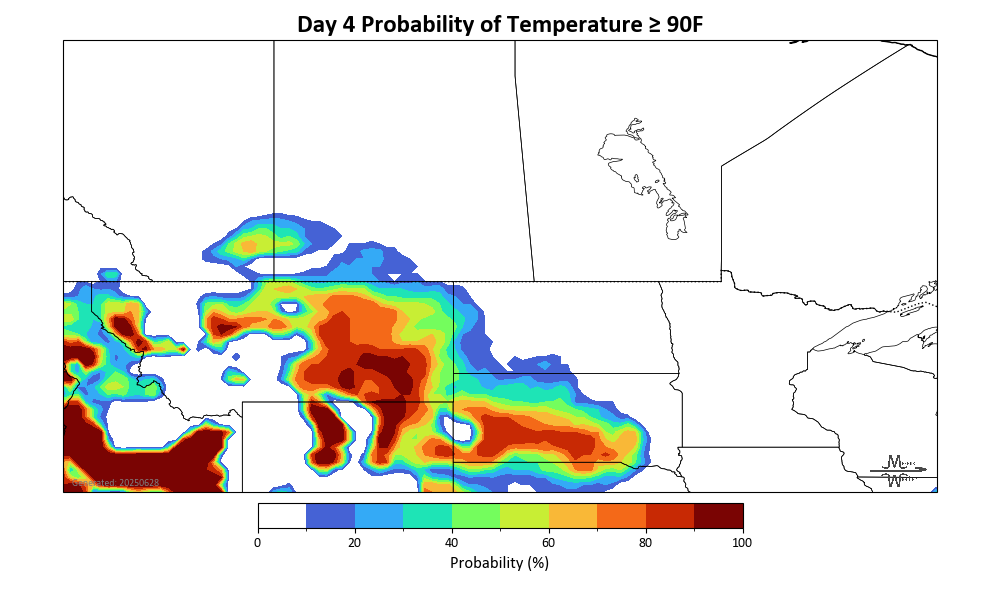 Day 4 Probability of Temperature ≥ 90F
Generated: 20250628
M
W
0 20 40 60 80 100
Probability (%)